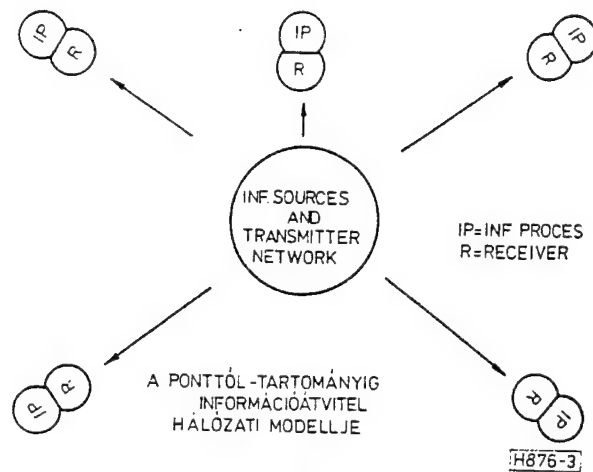 IP
R
IP
R
IP
R
INF. SOURCES
AND
TRANSMITTER
NETWORK
IP=INF PROCES
R=RECEIVER
IP
R
A PONTTÓL-TARTOMÁNYIG
INFORMÁCIÓÁTVITEL
HÁLÓZATI MODELLJE
R
IP
H876-3